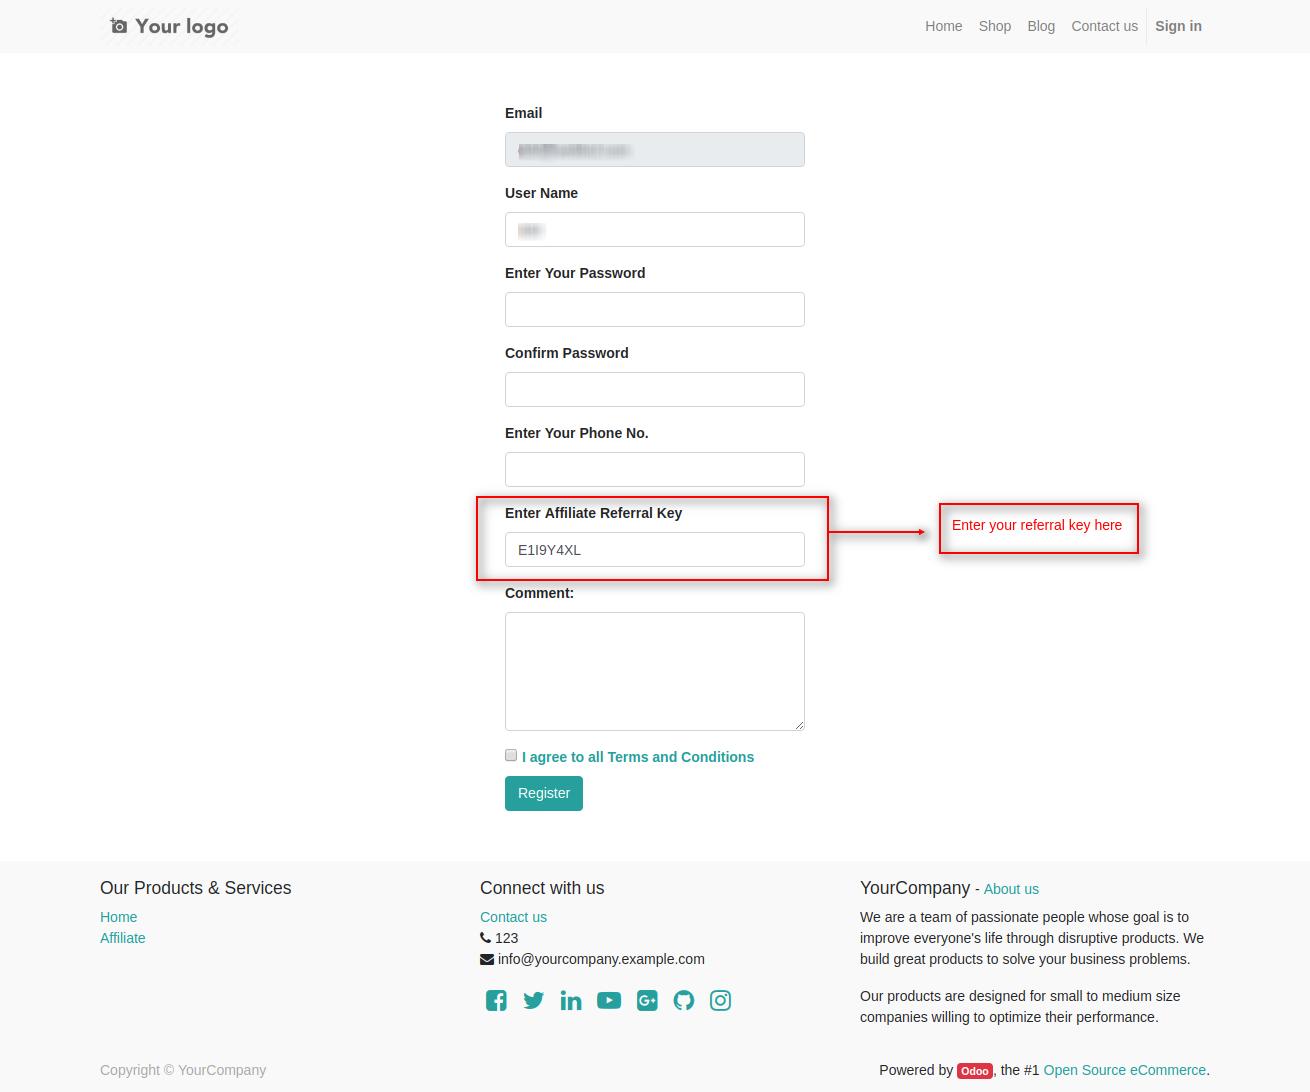 Your logo
Home Shop Blog Contact us Sign in
Email
User Name
Enter Your Password
Confirm Password
Enter Your Phone No.
Enter Affiliate Referral Key
E1I9Y4XL
Enter your referral key here
Comment:
I agree to all Terms and Conditions
Register
Our Products & Services
Home
Affiliate
Connect with us
Contact us
123
info@yourcompany.example.com
YourCompany - About us
We are a team of passionate people whose goal is to
improve everyone's life through disruptive products. We
build great products to solve your business problems.
Our products are designed for small to medium size
companies willing to optimize their performance.
Copyright © YourCompany
Powered by Odoo, the #1 Open Source eCommerce.